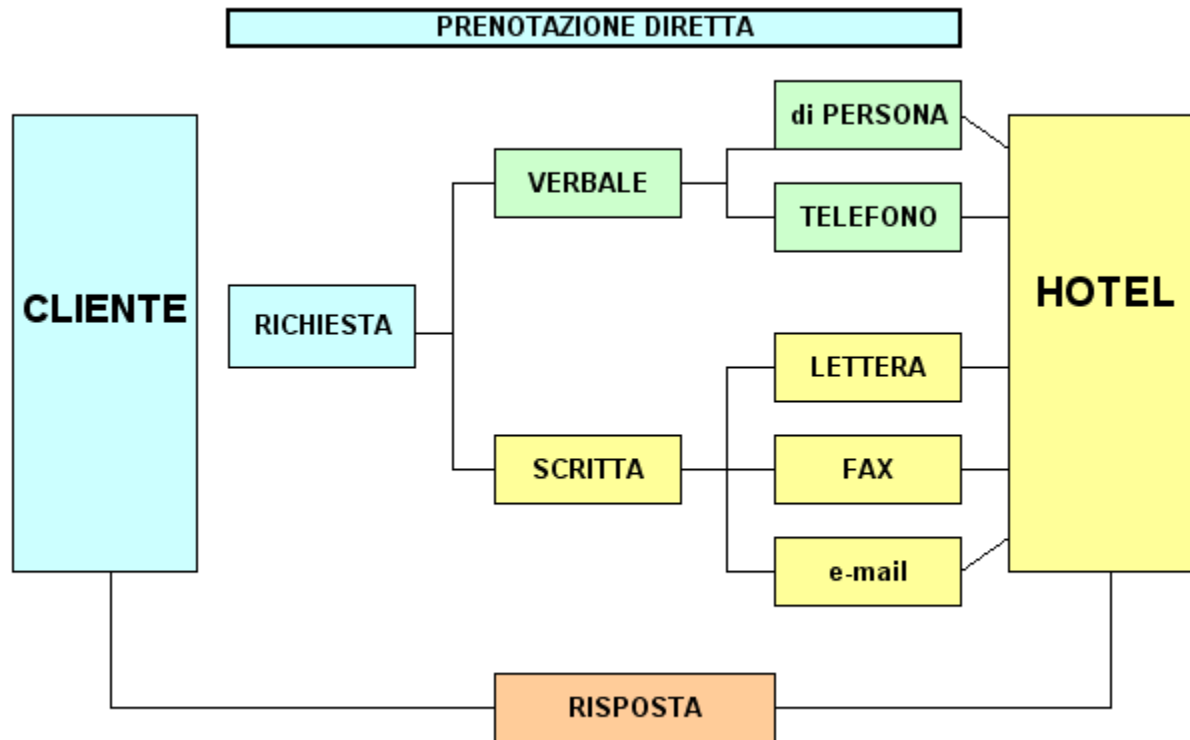 PRENOTAZIONE DIRETTA
di PERSONA
VERBALE
TELEFONO
CLIENTE
RICHIESTA
HOTEL
LETTERA
SCRITTA
FAX
e-mail
RISPOSTA